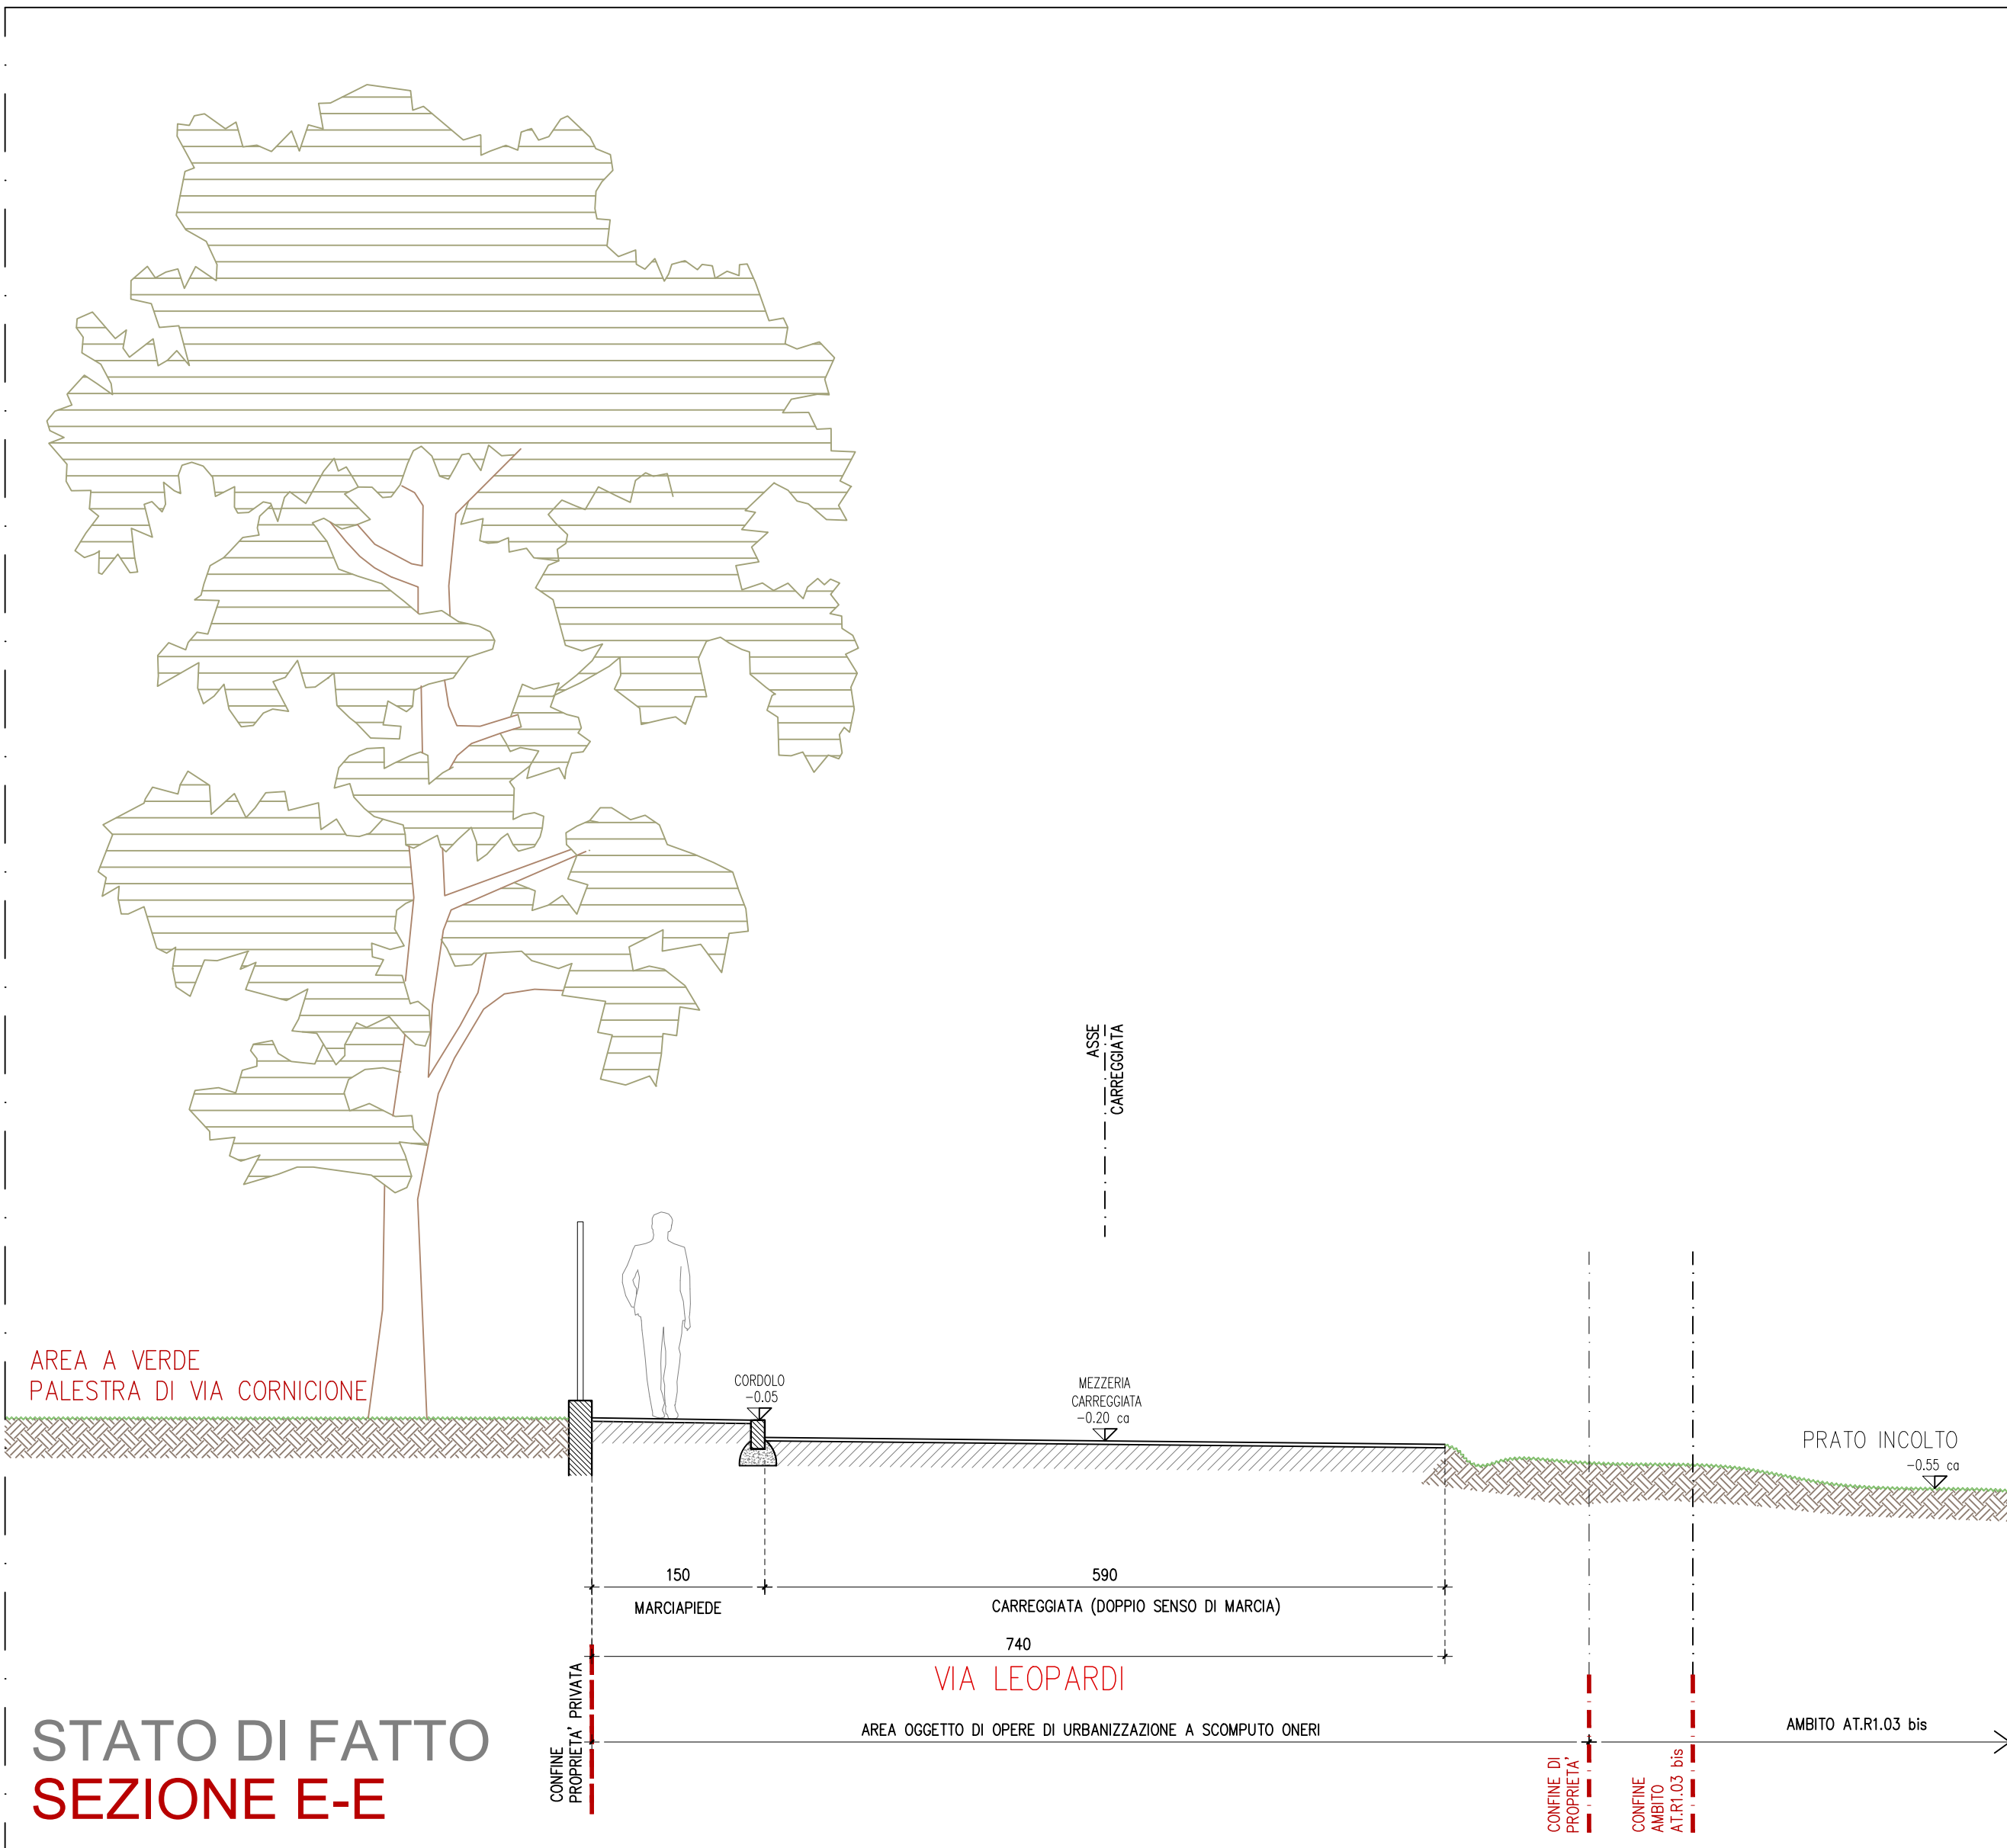 ASSE
CARREGGIATA
AREA A VERDE
PALESTRA DI VIA CORNICIONE
CORDOLO
-0.05
MEZZERIA
CARREGGIATA
-0.20 ca
PRATO INCOLTO
-0.55 ca
150
590
MARCIAPIEDE
CARREGGIATA (DOPPIO SENSO DI MARCIA)
740
VIA LEOPARDI
AREA OGGETTO DI OPERE DI URBANIZZAZIONE A SCOMPUTO ONERI
AMBITO AT.R1.03 bis
CONFINE
PROPRIETA' PRIVATA
CONFINE DI
PROPRIETA'
CONFINE
AMBITO
AT.R1.03 bis
STATO DI FATTO
SEZIONE E-E